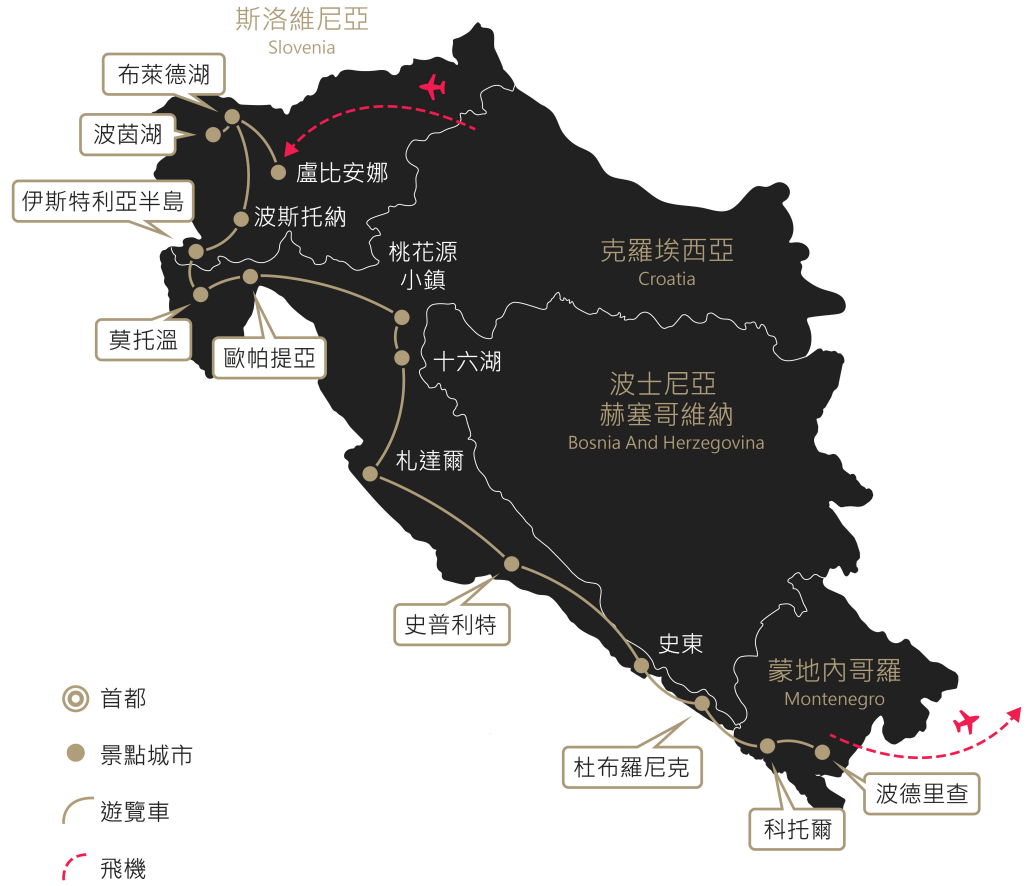 斯洛維尼亞
Slovenia
布萊德湖
波茵湖
盧比安娜
伊斯特利亞半島
波斯托納
桃花源
小鎮
克羅埃西亞
Croatia
莫托溫
歐帕提亞
十六湖
波士尼亞
赫塞哥維納
Bosnia And Herzegovina
札達爾
史普利特
史東
蒙地內哥羅
Montenegro
杜布羅尼克
波德里查
科托爾
首都
景點城市
遊覽車
飛機